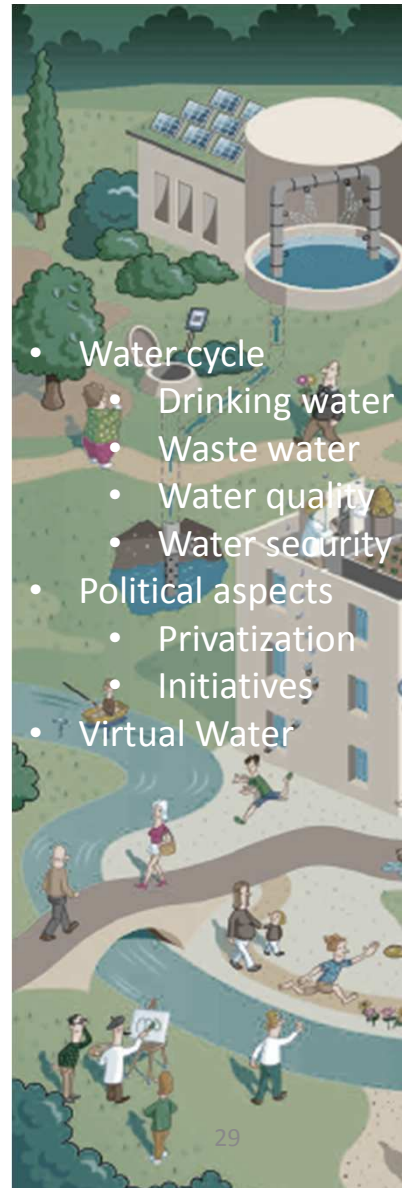 • Water cycle
• Drinking water
• Waste water
• Water quality
• Water security
• Political aspects
• Privatization
• Initiatives
• Virtual Water
29